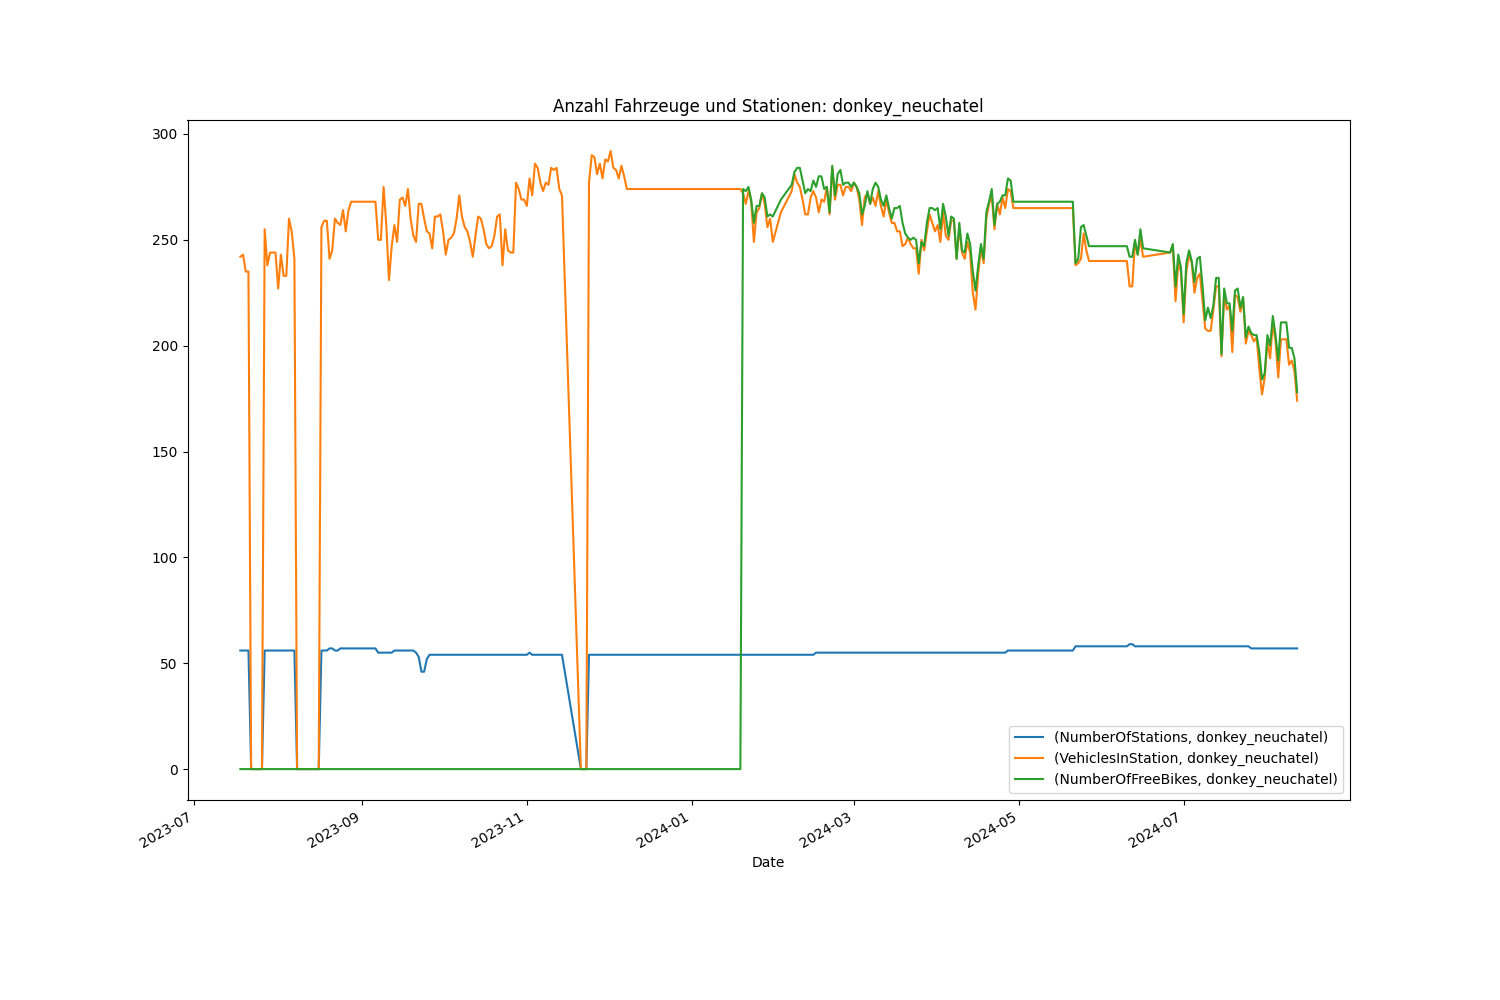 Anzahl Fahrzeuge und Stationen: donkey_neuchatel
300
250
200
150
100
50
0
(NumberOfStations, donkey_neuchatel)
(VehiclesInStation, donkey_neuchatel)
(NumberOfFreeBikes, donkey_neuchatel)
2023-07
2023-09
2023-11
2024-01
2024-03
2024-05
2024-07
Date